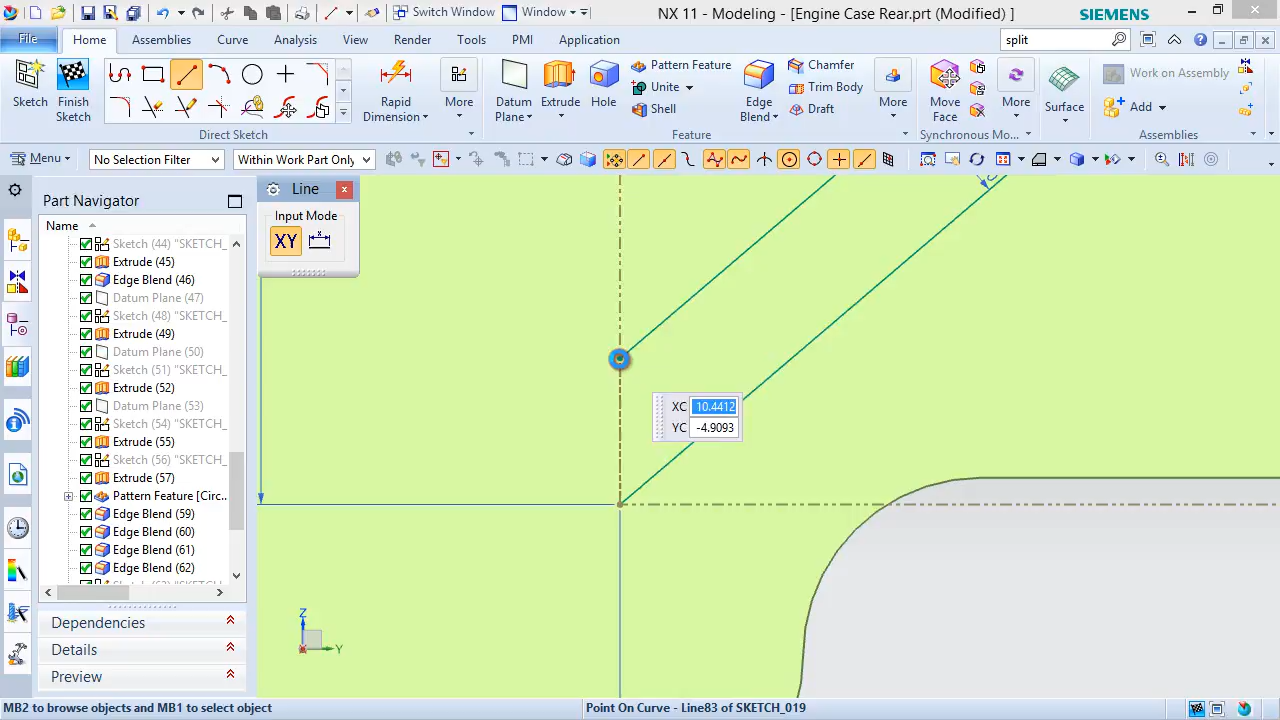 NX 11 - Modeling - [Engine Case Rear.prt (Modified) ]
SIEMENS
Switch Window
Window
File
Home
Assemblies
Curve
Analysis
View
Render
Tools
PMI
Application
split
Sketch
Finish Sketch
Direct Sketch
Rapid Dimension
More
Datum Plane
Extrude
Hole
Pattern Feature
Unite
Shell
Edge Blend
Chamfer
Trim Body
Draft
More
Feature
Move Face
More
Synchronous Mo...
Surface
Work on Assembly
Add
Assemblies
Menu
No Selection Filter
Within Work Part Only
Part Navigator
Name
Sketch (44) "SKETCH_
Extrude (45)
Edge Blend (46)
Datum Plane (47)
Sketch (48) "SKETCH_
Extrude (49)
Datum Plane (50)
Sketch (51) "SKETCH_
Extrude (52)
Datum Plane (53)
Sketch (54) "SKETCH_
Extrude (55)
Sketch (56) "SKETCH_
Extrude (57)
Pattern Feature [Circ..
Edge Blend (59)
Edge Blend (60)
Edge Blend (61)
Edge Blend (62)
Dependencies
Details
Preview
Line
Input Mode
XY
XC 10.4412
YC -4.9093
Z
Y
MB2 to browse objects and MB1 to select object
Point On Curve - Line83 of SKETCH_019